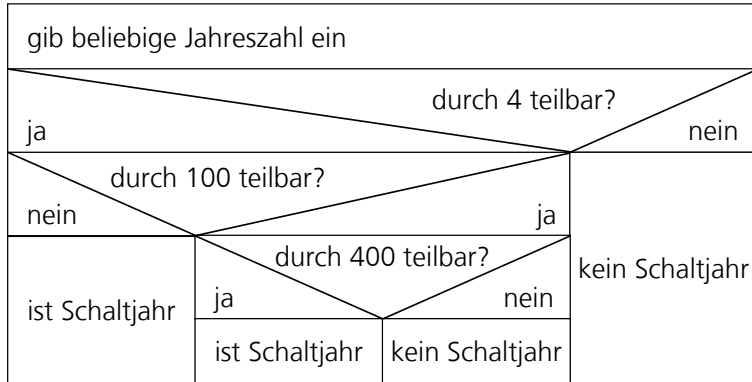 gib beliebige Jahreszahl ein
durch 4 teilbar?
ja
nein
durch 100 teilbar?
nein
ja
durch 400 teilbar?
kein Schaltjahr
ist Schaltjahr
ja
nein
ist Schaltjahr
kein Schaltjahr